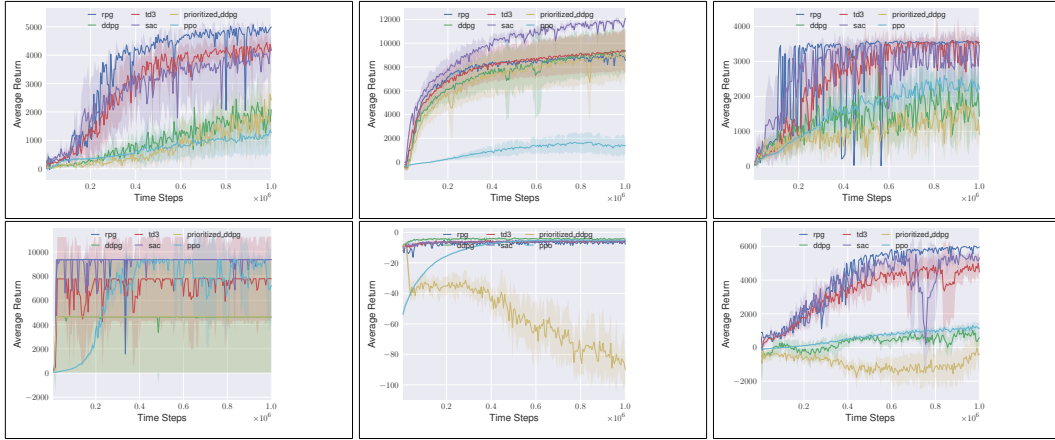 rpg td3 prioritized_ddpg
ddpg sac ppo
5000
4000
3000
2000
1000
0
Average Return
0.2 0.4 0.6 0.8 1.0
×10⁶
Time Steps
rpg td3 prioritized_ddpg
ddpg sac ppo
12000
10000
8000
6000
4000
2000
0
Average Return
0.2 0.4 0.6 0.8 1.0
×10⁶
Time Steps
rpg td3 prioritized_ddpg
ddpg sac ppo
4000
3000
2000
1000
0
Average Return
0.2 0.4 0.6 0.8 1.0
×10⁶
Time Steps
rpg td3 prioritized_ddpg
ddpg sac ppo
10000
8000
6000
4000
2000
0
−2000
Average Return
0.2 0.4 0.6 0.8 1.0
×10⁶
Time Steps
rpg td3 prioritized_ddpg
ddpg sac ppo
0
−20
−40
−60
−80
−100
Average Return
0.2 0.4 0.6 0.8 1.0
×10⁶
Time Steps
rpg td3 prioritized_ddpg
ddpg sac ppo
6000
4000
2000
0
−2000
Average Return
0.2 0.4 0.6 0.8 1.0
×10⁶
Time Steps